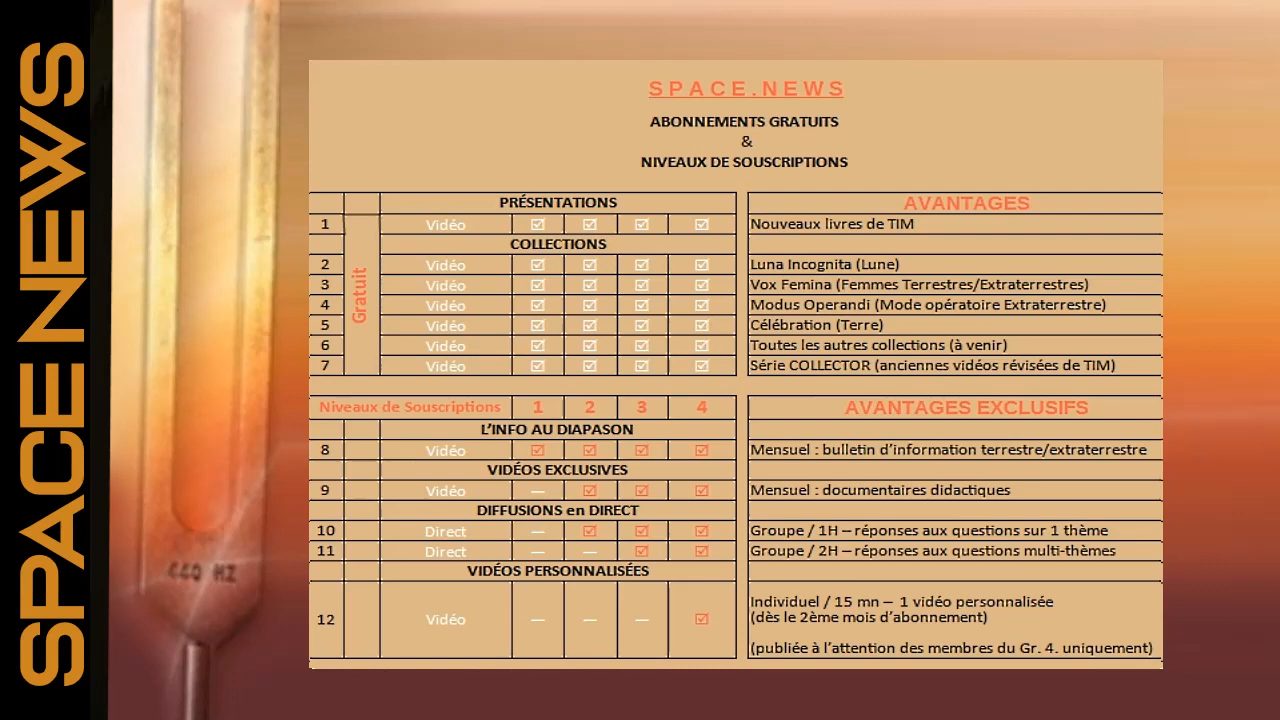 SPACE NEWS
440 HZ
SPACE.NEWS
ABONNEMENTS GRATUITS
&
NIVEAUX DE SOUSCRIPTIONS
PRÉSENTATIONS AVANTAGES
1 Vidéo ☑ ☑ ☑ ☑ Nouveaux livres de TIM
COLLECTIONS
Gratuit
2 Vidéo ☑ ☑ ☑ ☑ Luna Incognita (Lune)
3 Vidéo ☑ ☑ ☑ ☑ Vox Femina (Femmes Terrestres/Extraterrestres)
4 Vidéo ☑ ☑ ☑ ☑ Modus Operandi (Mode opératoire Extraterrestre)
5 Vidéo ☑ ☑ ☑ ☑ Célébration (Terre)
6 Vidéo ☑ ☑ ☑ ☑ Toutes les autres collections (à venir)
7 Vidéo ☑ ☑ ☑ ☑ Série COLLECTOR (anciennes vidéos révisées de TIM)
Niveaux de Souscriptions 1 2 3 4 AVANTAGES EXCLUSIFS
L’INFO AU DIAPASON
8 Vidéo ☑ ☑ ☑ ☑ Mensuel : bulletin d’information terrestre/extraterrestre
VIDÉOS EXCLUSIVES
9 Vidéo — ☑ ☑ ☑ Mensuel : documentaires didactiques
DIFFUSIONS en DIRECT
10 Direct — ☑ ☑ ☑ Groupe / 1H – réponses aux questions sur 1 thème
11 Direct — — ☑ ☑ Groupe / 2H – réponses aux questions multi-thèmes
VIDÉOS PERSONNALISÉES
12 Vidéo — — — ☑ Individuel / 15 mn – 1 vidéo personnalisée
(dès le 2ème mois d’abonnement)
(publiée à l’attention des membres du Gr. 4. uniquement)